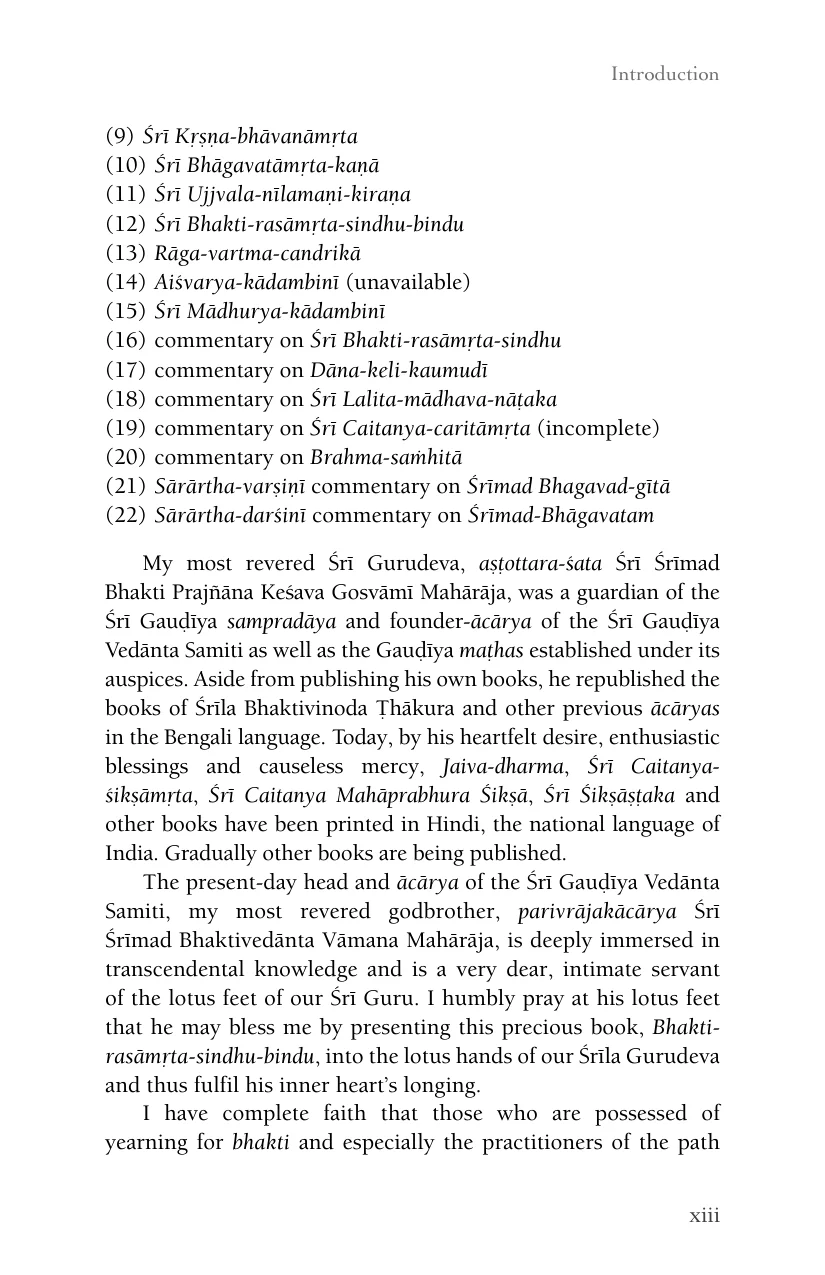 Introduction
(9) Śrī Kṛṣṇa-bhāvanāmṛta
(10) Śrī Bhāgavatāmṛta-kaṇā
(11) Śrī Ujjvala-nīlamaṇi-kiraṇa
(12) Śrī Bhakti-rasāmṛta-sindhu-bindu
(13) Rāga-vartma-candrikā
(14) Aiśvarya-kādambinī (unavailable)
(15) Śrī Mādhurya-kādambinī
(16) commentary on Śrī Bhakti-rasāmṛta-sindhu
(17) commentary on Dāna-keli-kaumudī
(18) commentary on Śrī Lalita-mādhava-nāṭaka
(19) commentary on Śrī Caitanya-caritāmṛta (incomplete)
(20) commentary on Brahma-saṁhitā
(21) Sārārtha-varṣiṇī commentary on Śrīmad Bhagavad-gītā
(22) Sārārtha-darśinī commentary on Śrīmad-Bhāgavatam
My most revered Śrī Gurudeva, aṣṭottara-śata Śrī Śrīmad
Bhakti Prajñāna Keśava Gosvāmī Mahārāja, was a guardian of the
Śrī Gauḍīya sampradāya and founder-ācārya of the Śrī Gauḍīya
Vedānta Samiti as well as the Gauḍīya maṭhas established under its
auspices. Aside from publishing his own books, he republished the
books of Śrīla Bhaktivinoda Ṭhākura and other previous ācāryas
in the Bengali language. Today, by his heartfelt desire, enthusiastic
blessings and causeless mercy, Jaiva-dharma, Śrī Caitanya-
śikṣāmṛta, Śrī Caitanya Mahāprabhura Śikṣā, Śrī Śikṣāṣṭaka and
other books have been printed in Hindi, the national language of
India. Gradually other books are being published.
The present-day head and ācārya of the Śrī Gauḍīya Vedānta
Samiti, my most revered godbrother, parivrājakācārya Śrī
Śrīmad Bhaktivedānta Vāmana Mahārāja, is deeply immersed in
transcendental knowledge and is a very dear, intimate servant
of the lotus feet of our Śrī Guru. I humbly pray at his lotus feet
that he may bless me by presenting this precious book, Bhakti-
rasāmṛta-sindhu-bindu, into the lotus hands of our Śrīla Gurudeva
and thus fulfil his inner heart’s longing.
I have complete faith that those who are possessed of
yearning for bhakti and especially the practitioners of the path
xiii